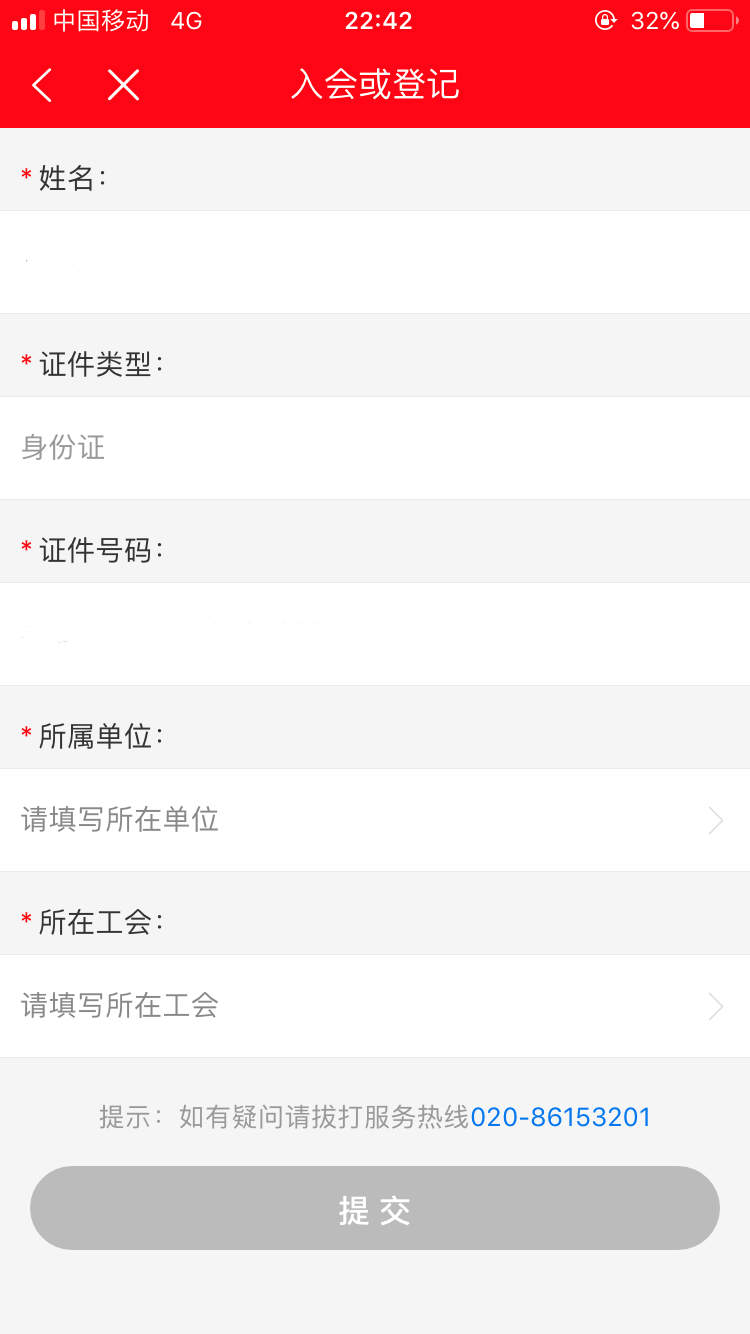 中国移动 4G 22:42 32%
入会或登记
*姓名：
*证件类型：
身份证
*证件号码：
*所属单位：
请填写所在单位
*所在工会：
请填写所在工会
提示：如有疑问请拔打服务热线020-86153201
提交